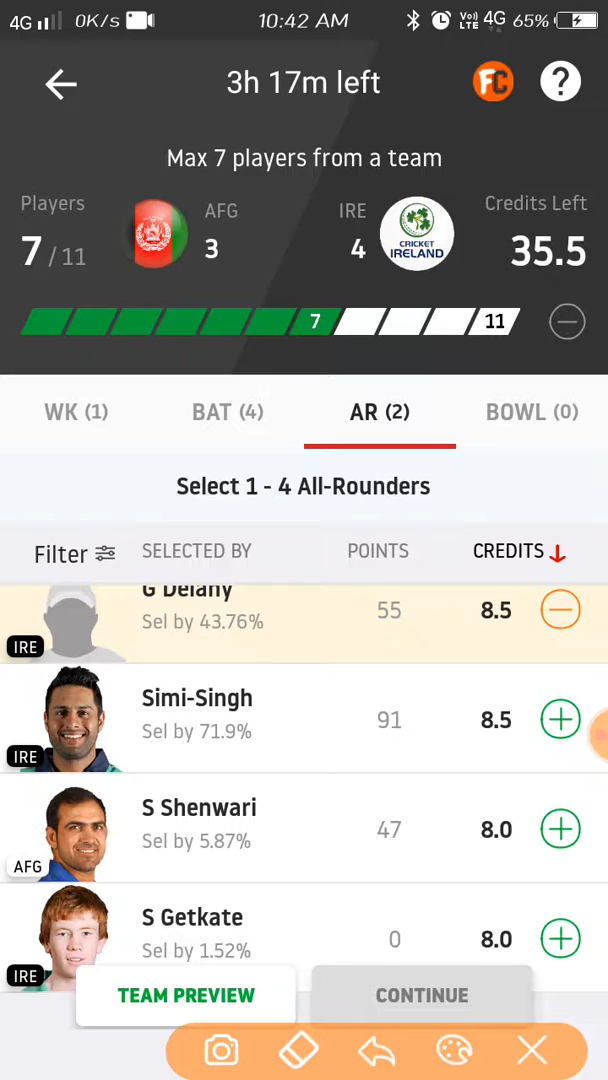 4G 0K/s 10:42 AM Vo)) LTE 4G 65%
3h 17m left FC ?
Max 7 players from a team
Players AFG IRE Credits Left
7 / 11 3 4 CRICKET IRELAND 35.5
7 11
WK (1) BAT (4) AR (2) BOWL (0)
Select 1 - 4 All-Rounders
Filter SELECTED BY POINTS CREDITS
G Delany
Sel by 43.76% 55 8.5
IRE
Simi-Singh
Sel by 71.9% 91 8.5
IRE
S Shenwari
Sel by 5.87% 47 8.0
AFG
S Getkate
Sel by 1.52% 0 8.0
IRE
TEAM PREVIEW CONTINUE